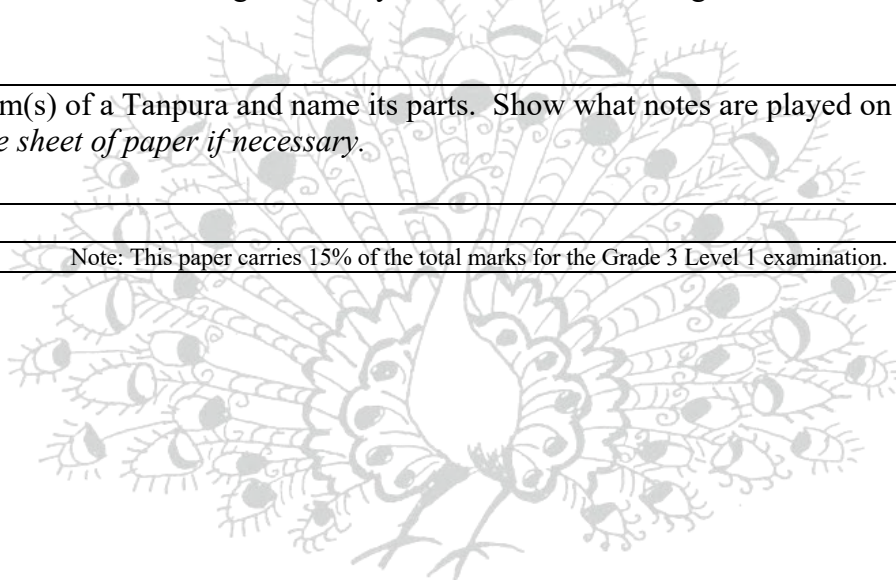 m(s) of a Tanpura and name its parts. Show what notes are played on
e sheet of paper if necessary.
Note: This paper carries 15% of the total marks for the Grade 3 Level 1 examination.